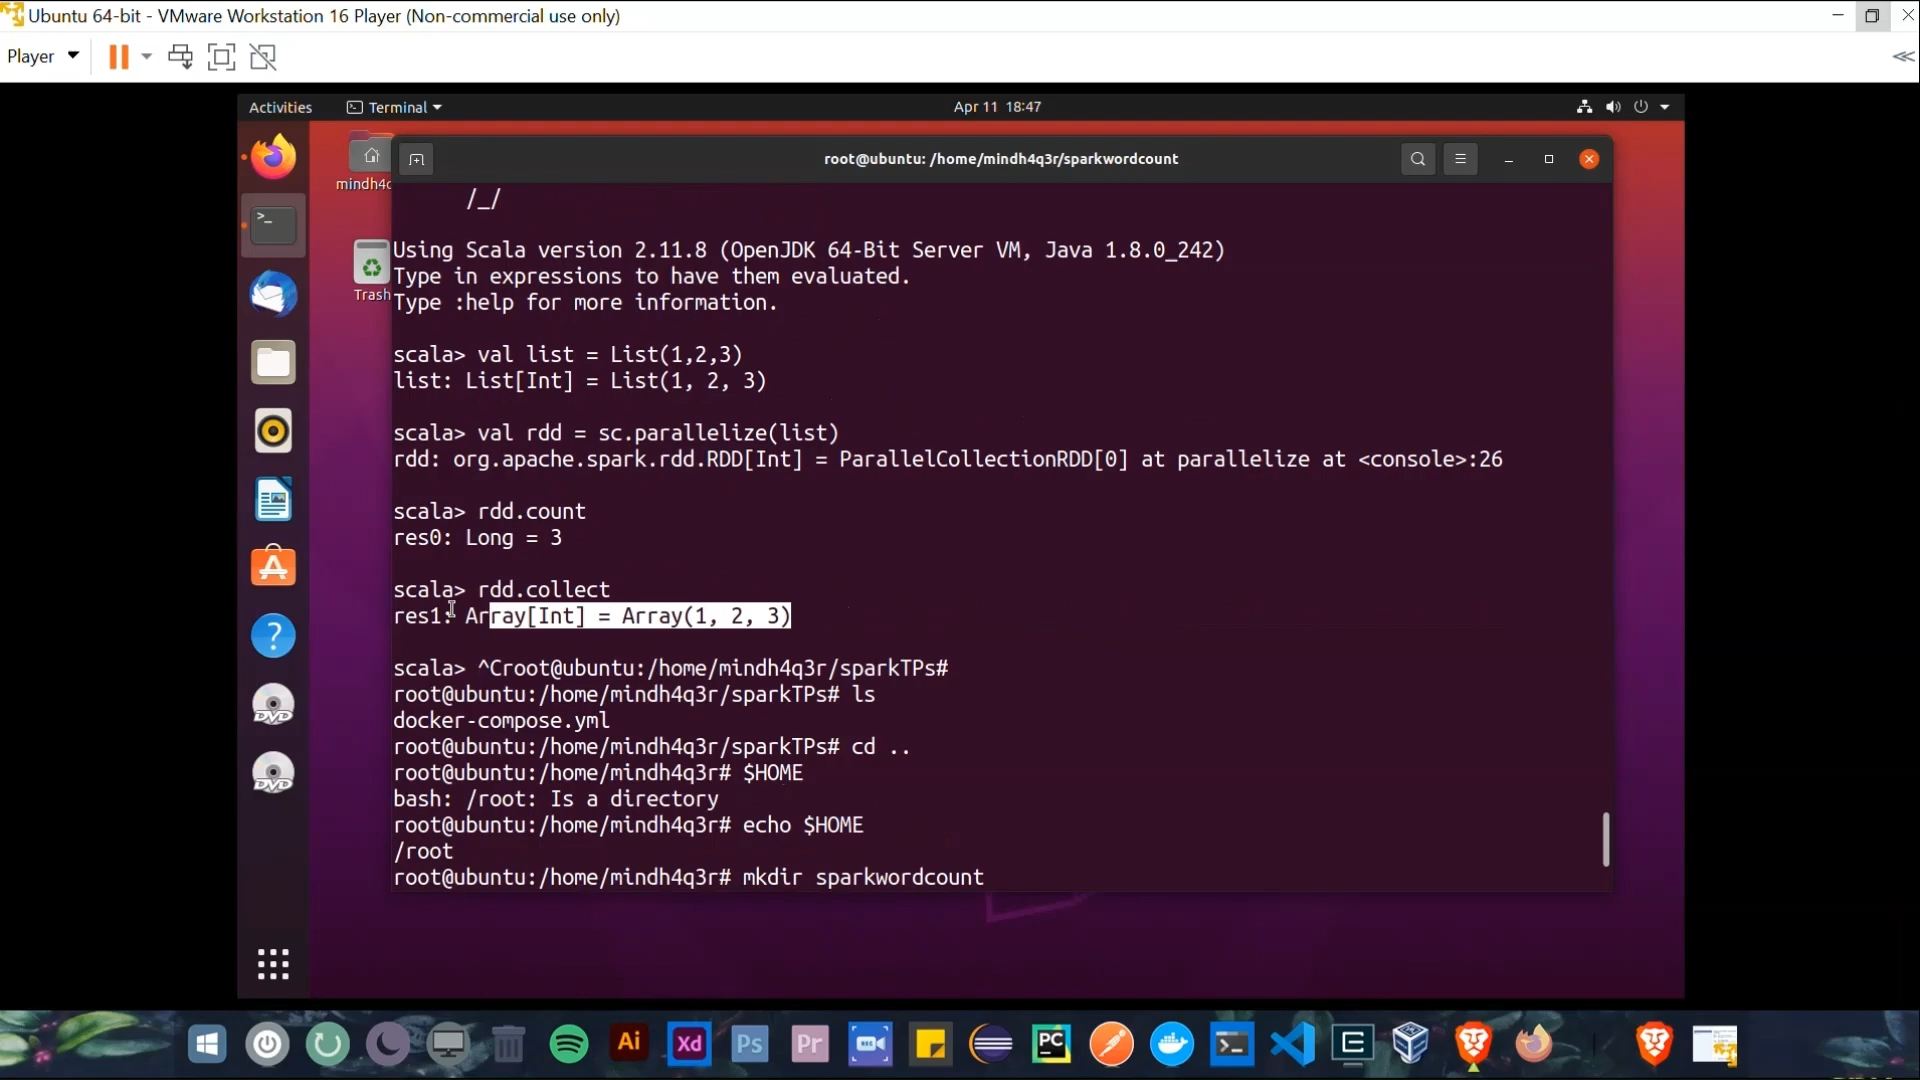 Ubuntu 64-bit - VMware Workstation 16 Player (Non-commercial use only)
Player
Activities
Terminal
Apr 11 18:47
root@ubuntu: /home/mindh4q3r/sparkwordcount
Trash
/_/
Using Scala version 2.11.8 (OpenJDK 64-Bit Server VM, Java 1.8.0_242)
Type in expressions to have them evaluated.
Type :help for more information.
scala> val list = List(1,2,3)
list: List[Int] = List(1, 2, 3)
scala> val rdd = sc.parallelize(list)
rdd: org.apache.spark.rdd.RDD[Int] = ParallelCollectionRDD[0] at parallelize at <console>:26
scala> rdd.count
res0: Long = 3
scala> rdd.collect
res1: Array[Int] = Array(1, 2, 3)
scala> ^Croot@ubuntu:/home/mindh4q3r/sparkTPs#
root@ubuntu:/home/mindh4q3r/sparkTPs# ls
docker-compose.yml
root@ubuntu:/home/mindh4q3r/sparkTPs# cd ..
root@ubuntu:/home/mindh4q3r# $HOME
bash: /root: Is a directory
root@ubuntu:/home/mindh4q3r# echo $HOME
/root
root@ubuntu:/home/mindh4q3r# mkdir sparkwordcount
DVD
DVD
Ai
Xd
Ps
Pr
PC